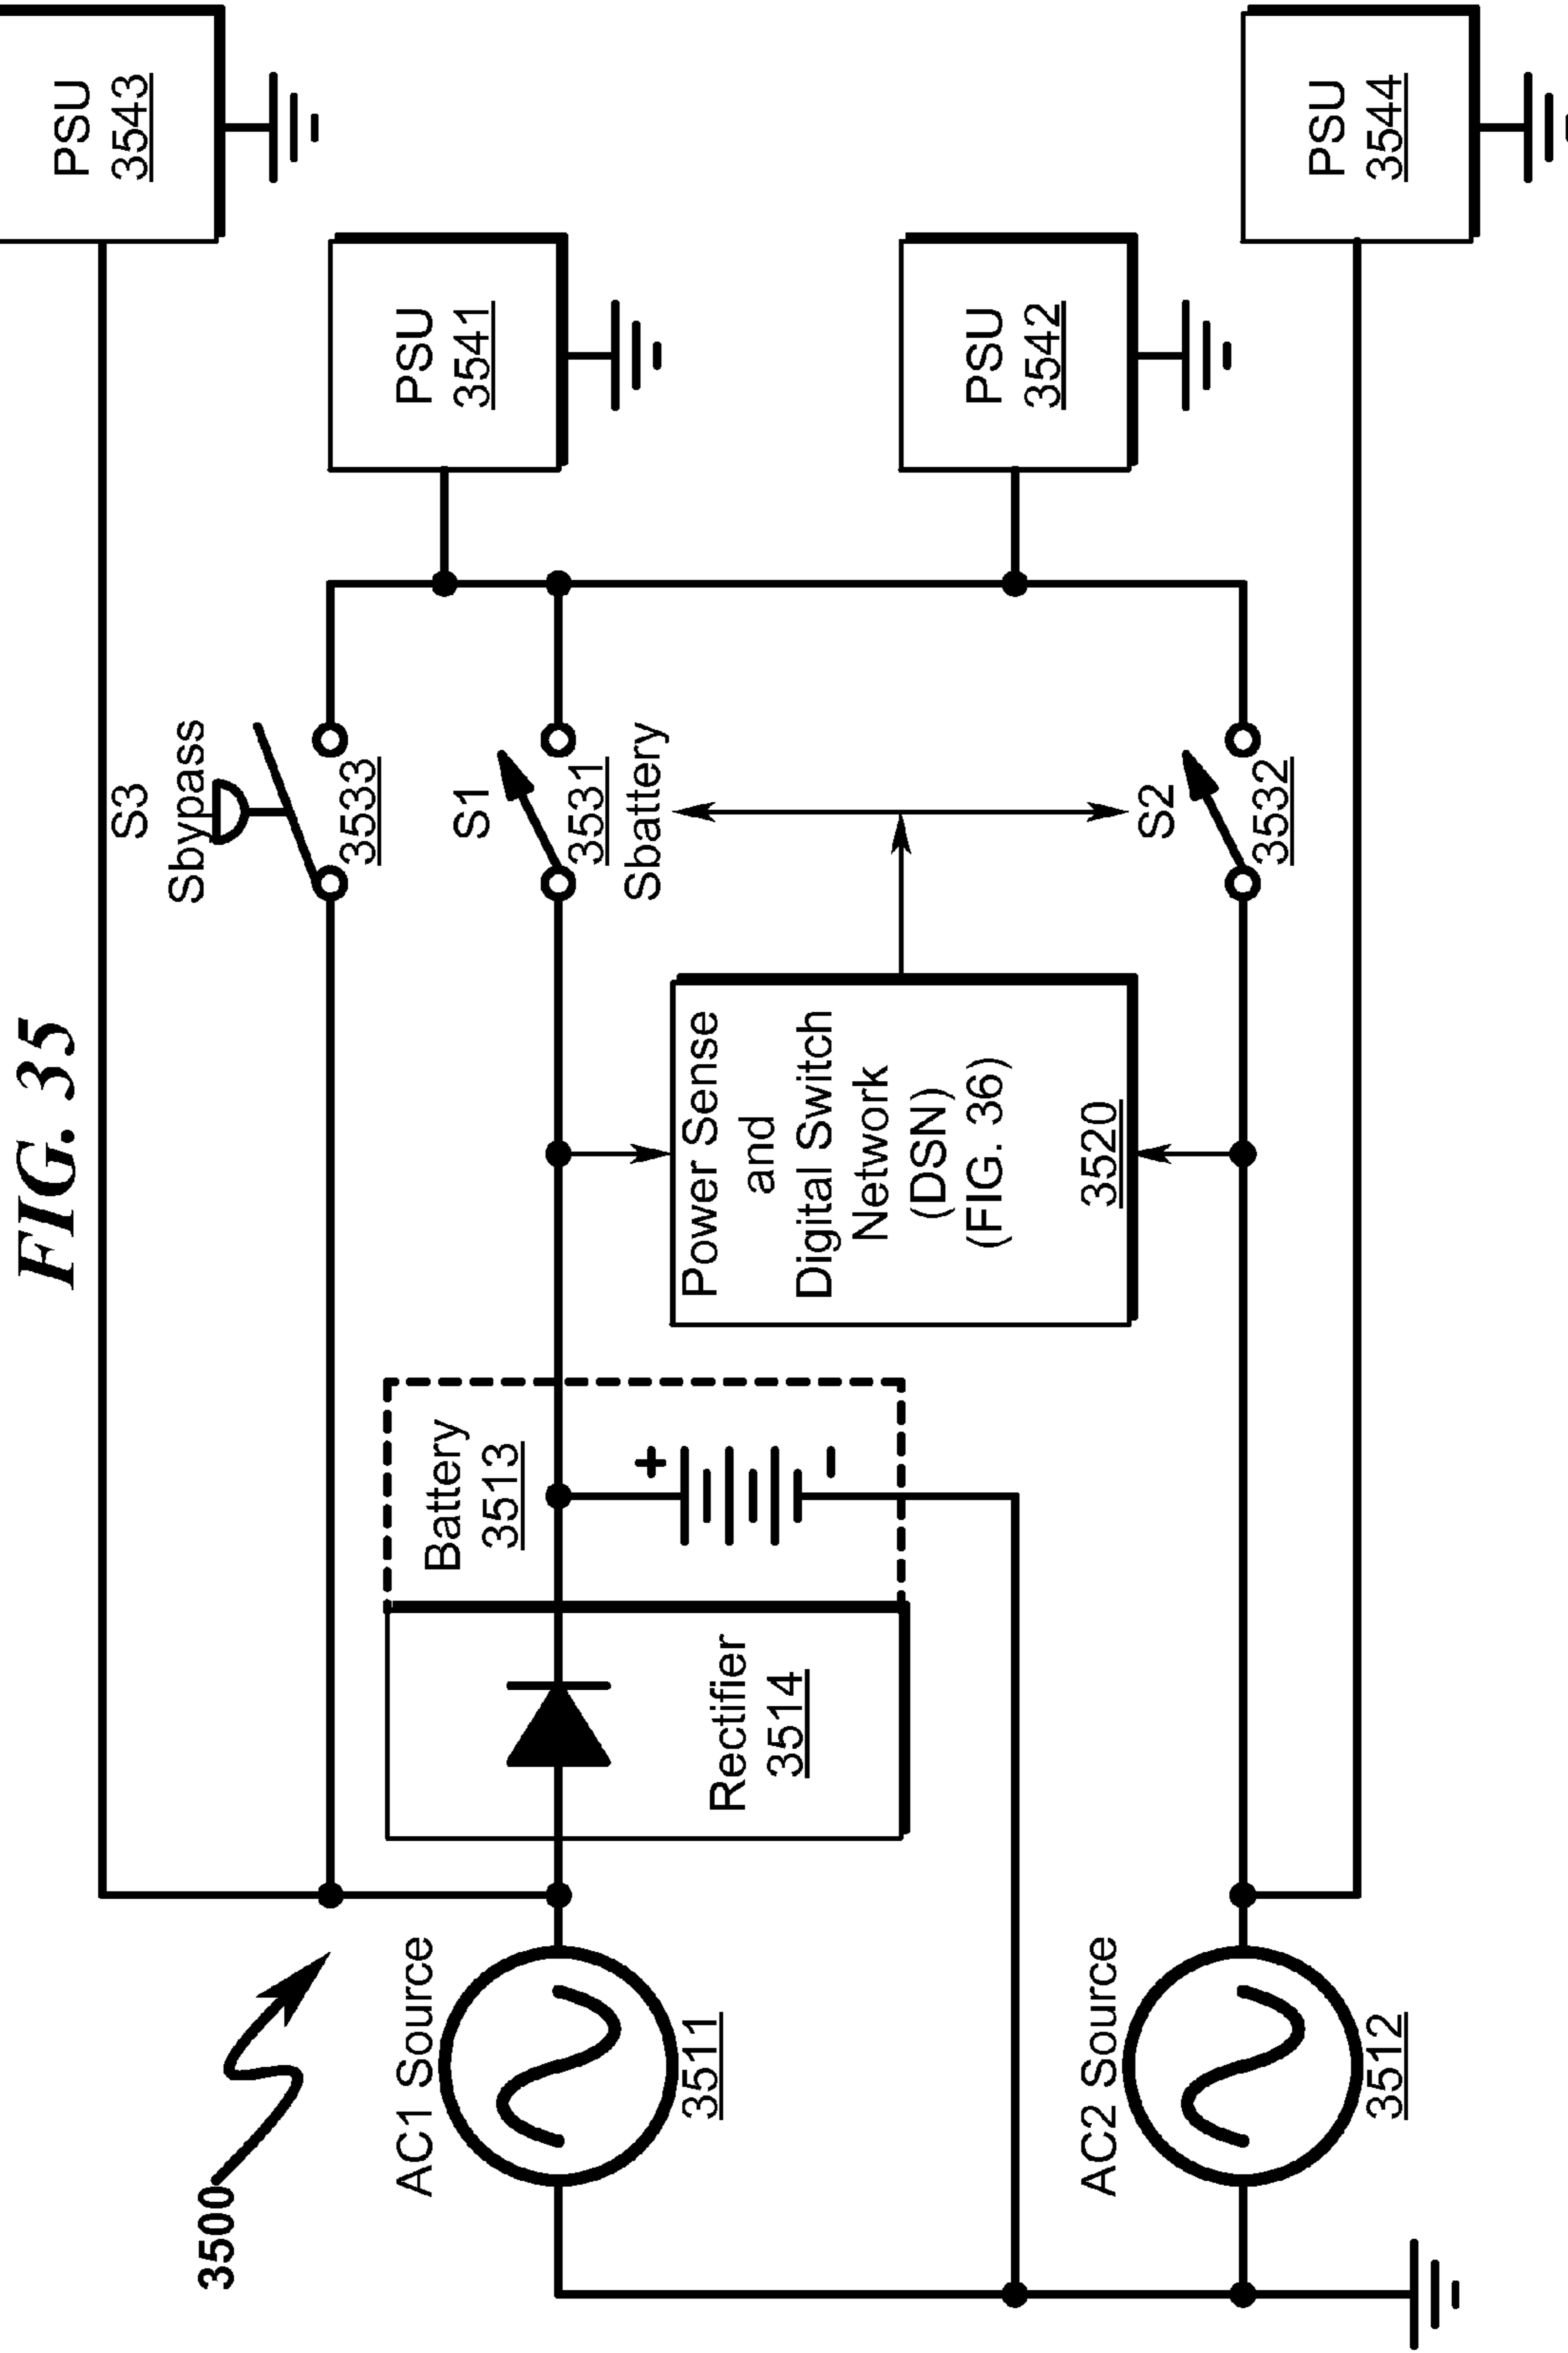 FIG. 35
3500
S3
Sbypass
3533
S1
3531
Sbattery
S2
3532
PSU
3543
PSU
3541
PSU
3542
PSU
3544
Battery
3513
+
-
Rectifier
3514
Power Sense
and
Digital Switch
Network
(DSN)
(FIG. 36)
3520
AC1 Source
3511
AC2 Source
3512